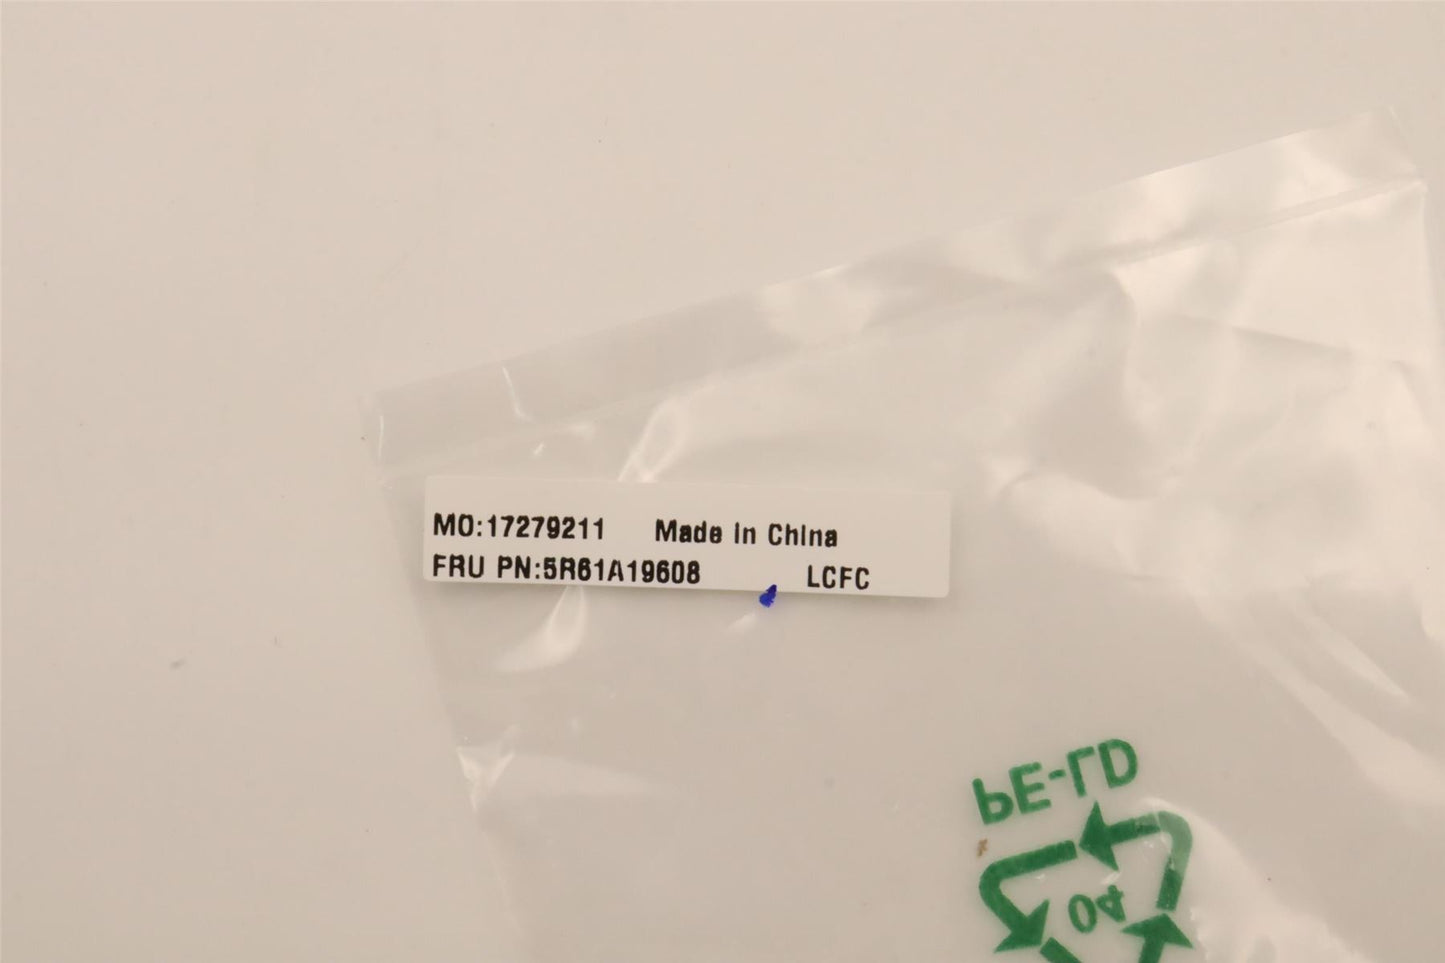 MO:17279211 Made in China
FRU PN:5R61A19608 LCFC
PE-LD
04